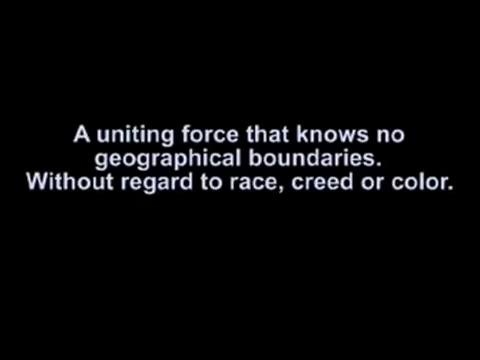 A uniting force that knows no
geographical boundaries.
Without regard to race, creed or color.